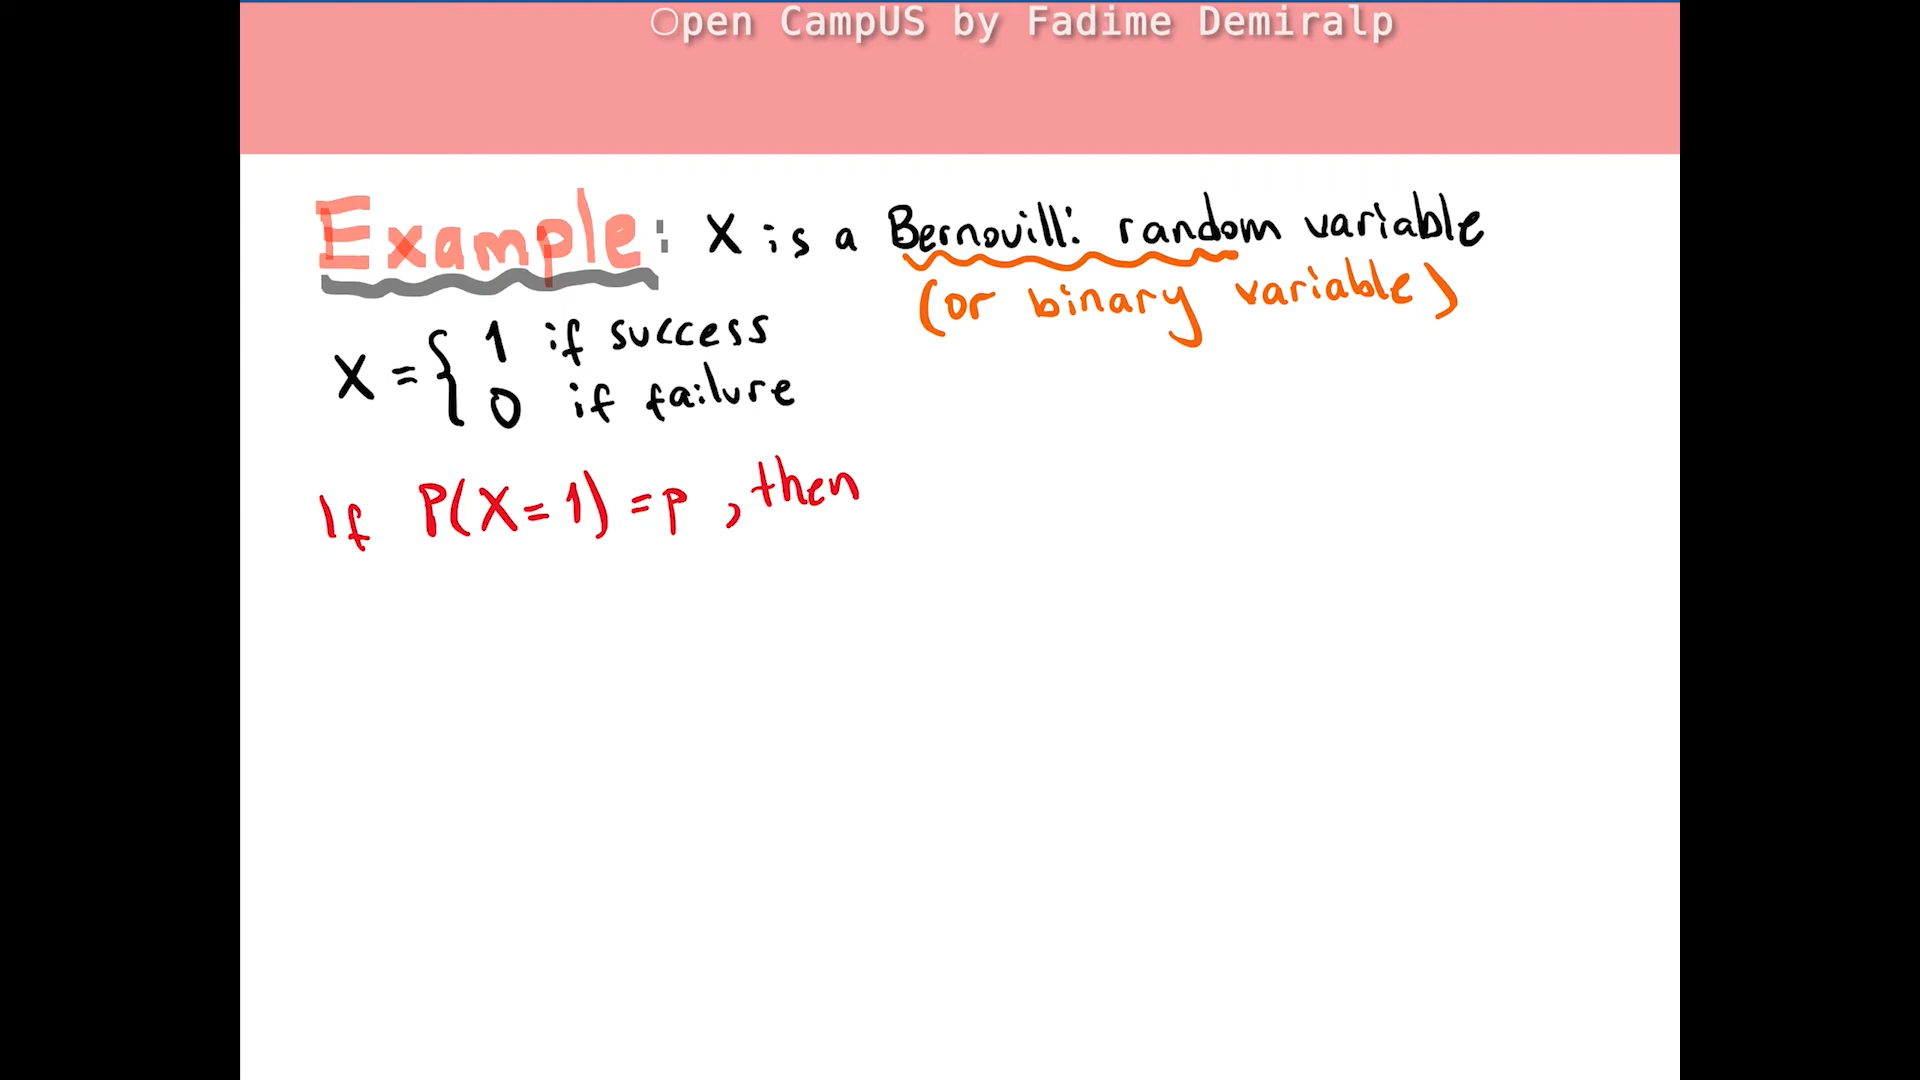 Open CampUS by Fadime Demiralp
Example: X is a Bernoulli random variable
(or binary variable)
X = { 1 if success
0 if failure
If P(X=1) = p , then